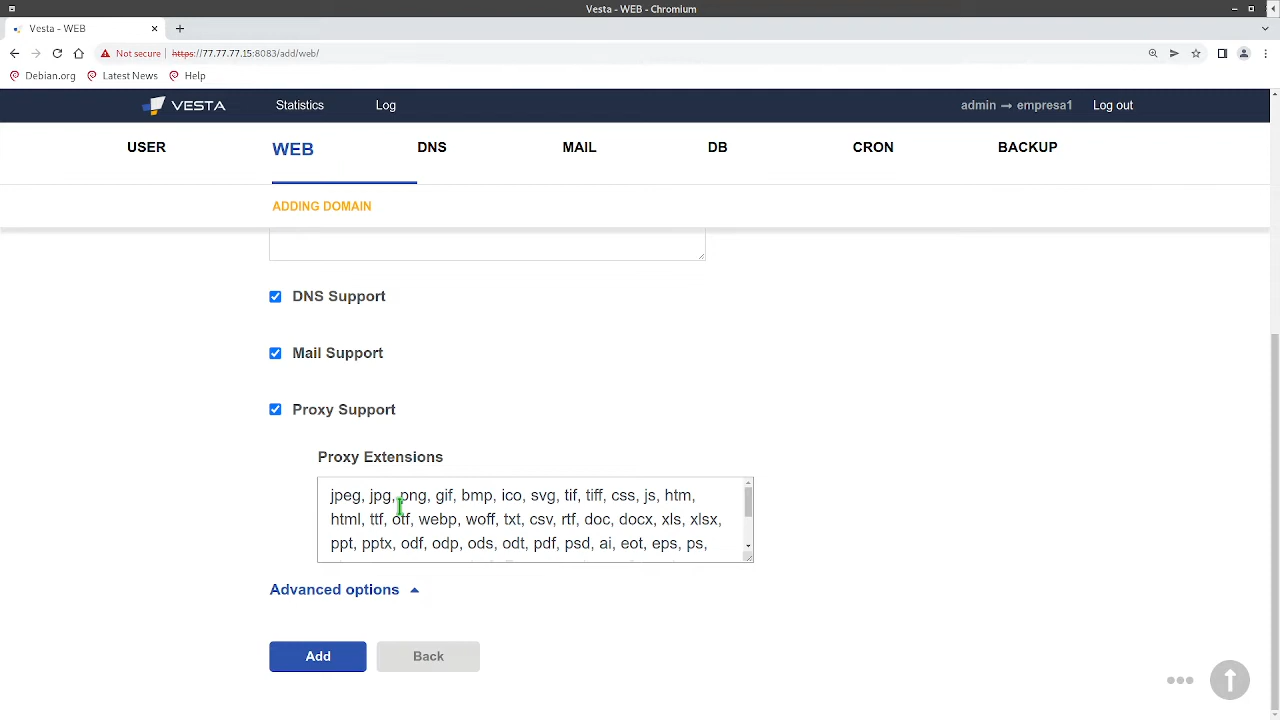 Vesta - WEB - Chromium
Vesta - WEB
Not secure https://77.77.77.15:8083/add/web/
Debian.org Latest News Help
VESTA Statistics Log admin → empresa1 Log out
USER WEB DNS MAIL DB CRON BACKUP
ADDING DOMAIN
DNS Support
Mail Support
Proxy Support
Proxy Extensions
jpeg, jpg, png, gif, bmp, ico, svg, tif, tiff, css, js, htm,
html, ttf, otf, webp, woff, txt, csv, rtf, doc, docx, xls, xlsx,
ppt, pptx, odf, odp, ods, odt, pdf, psd, ai, eot, eps, ps,
Advanced options
Add Back